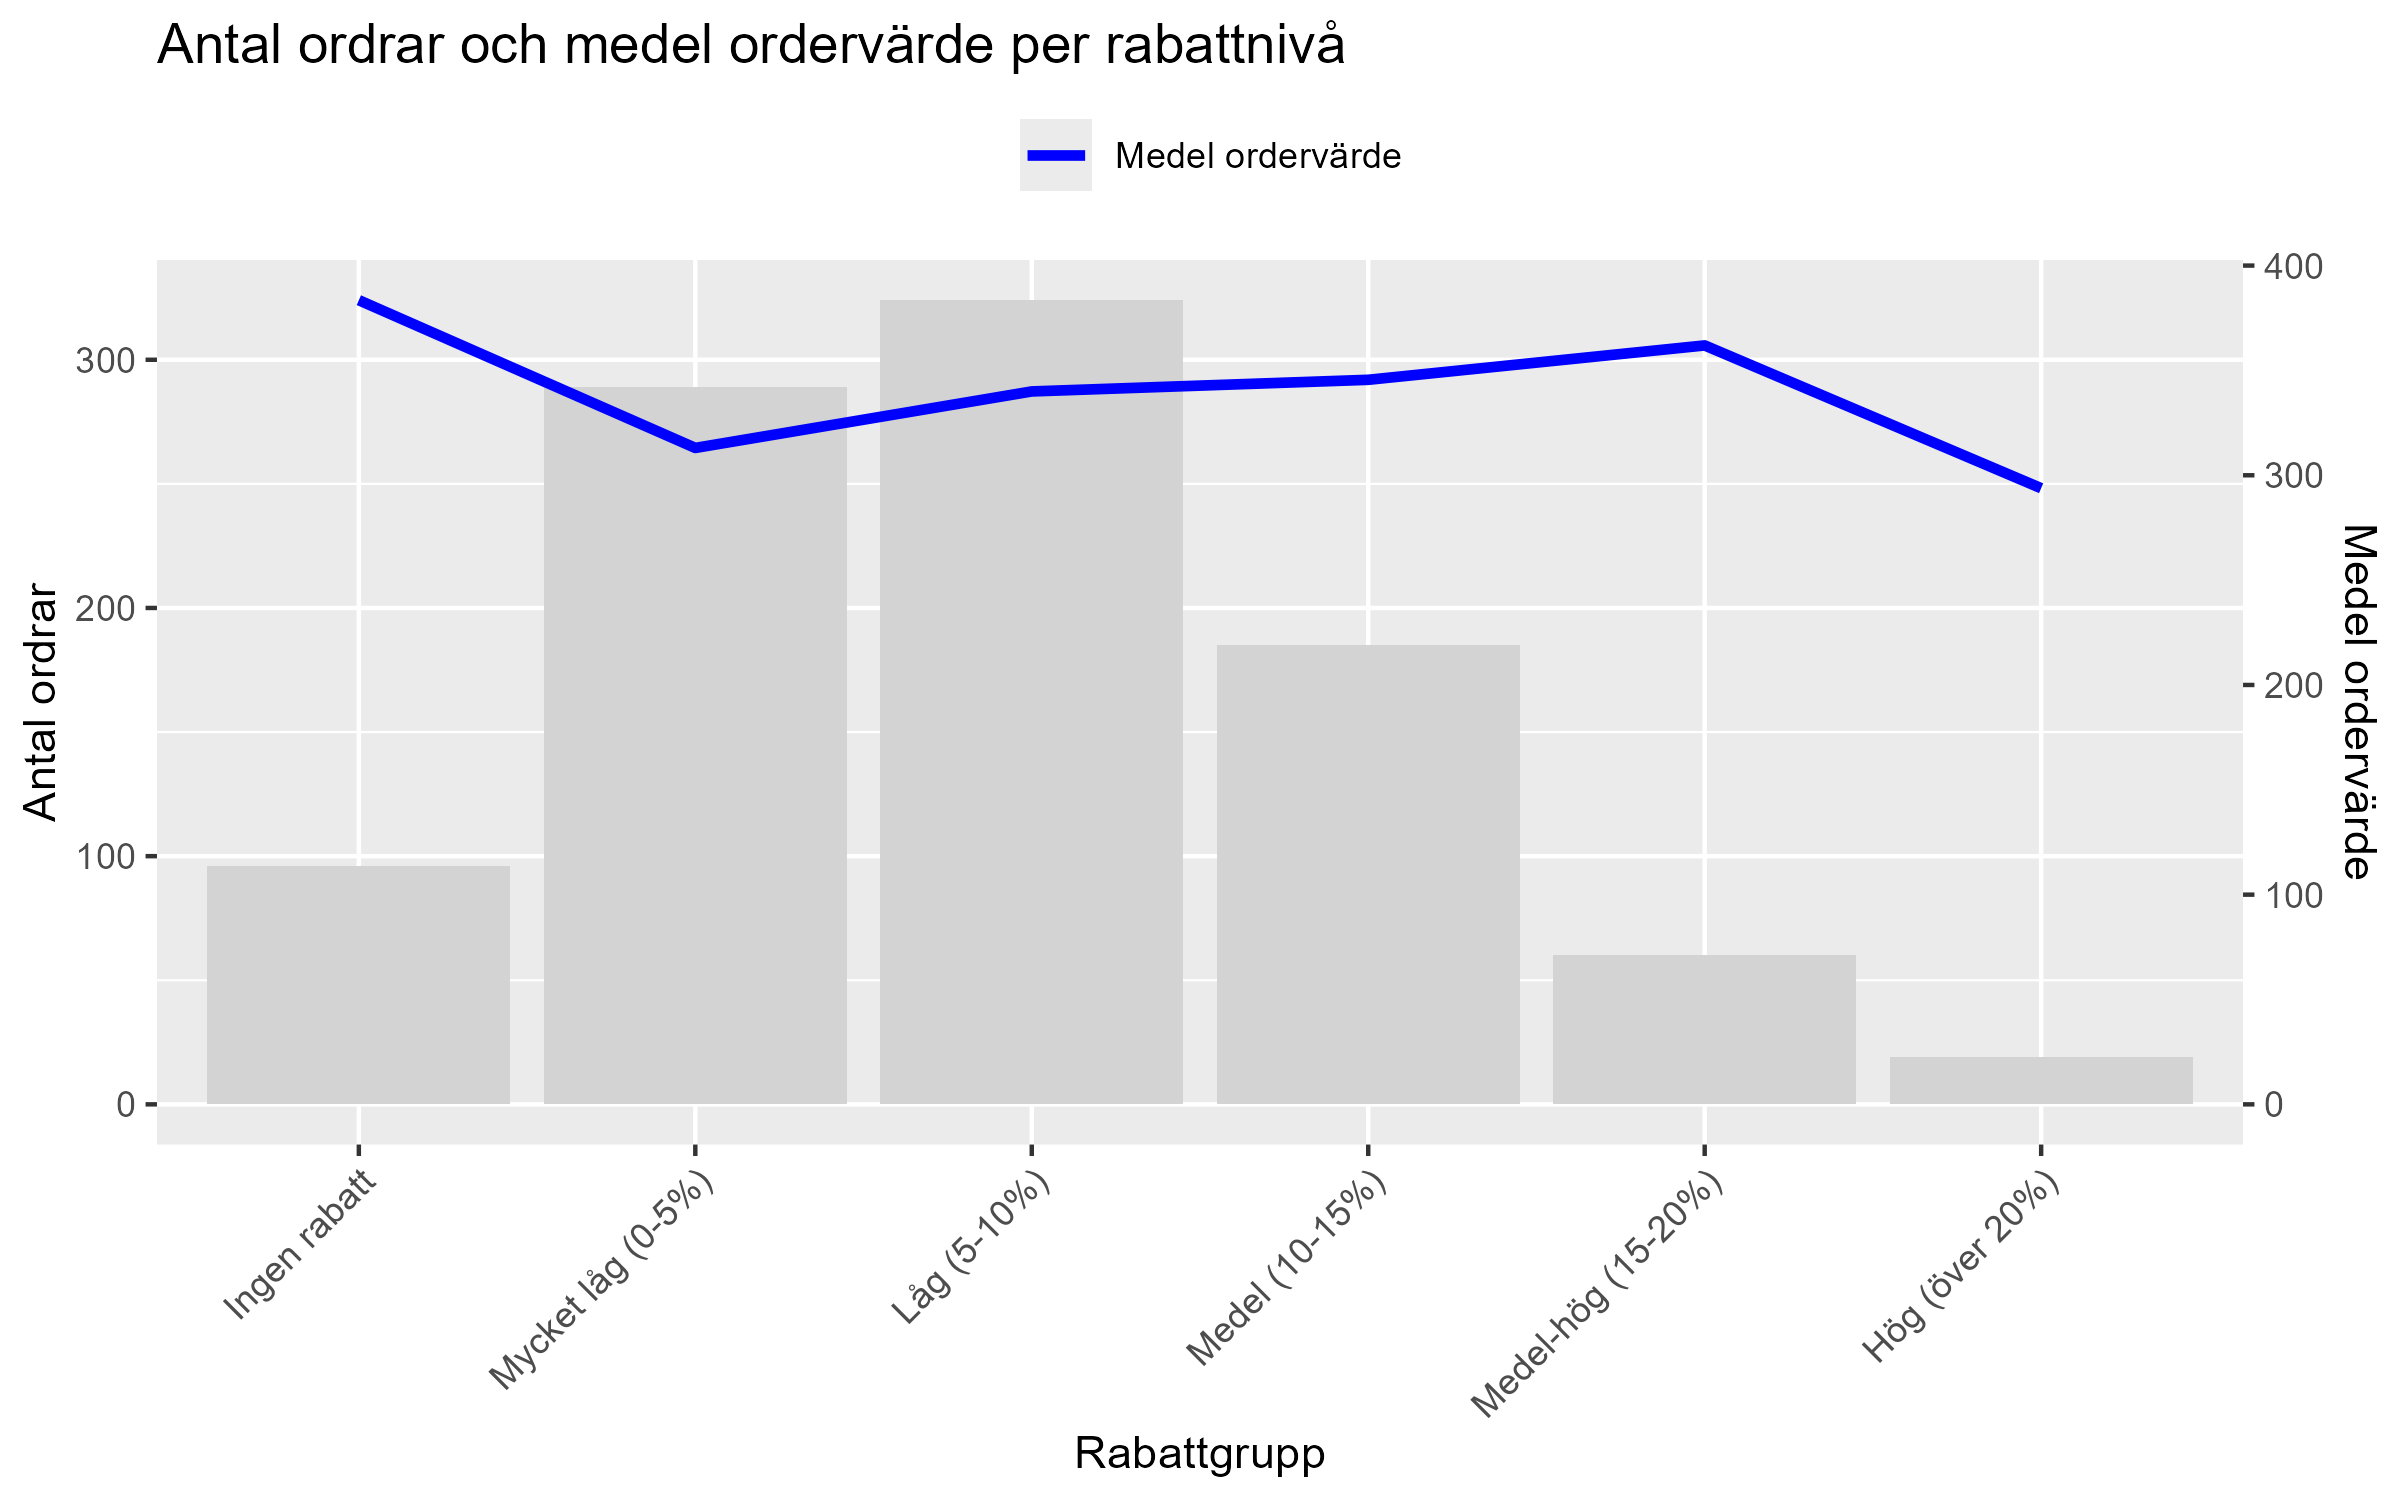 Antal ordrar och medel ordervärde per rabattnivå
Medel ordervärde
Antal ordrar
300
200
100
0
400
300
200
100
0
Medel ordervärde
Ingen rabatt
Mycket låg (0-5%)
Låg (5-10%)
Medel (10-15%)
Medel-hög (15-20%)
Hög (över 20%)
Rabattgrupp